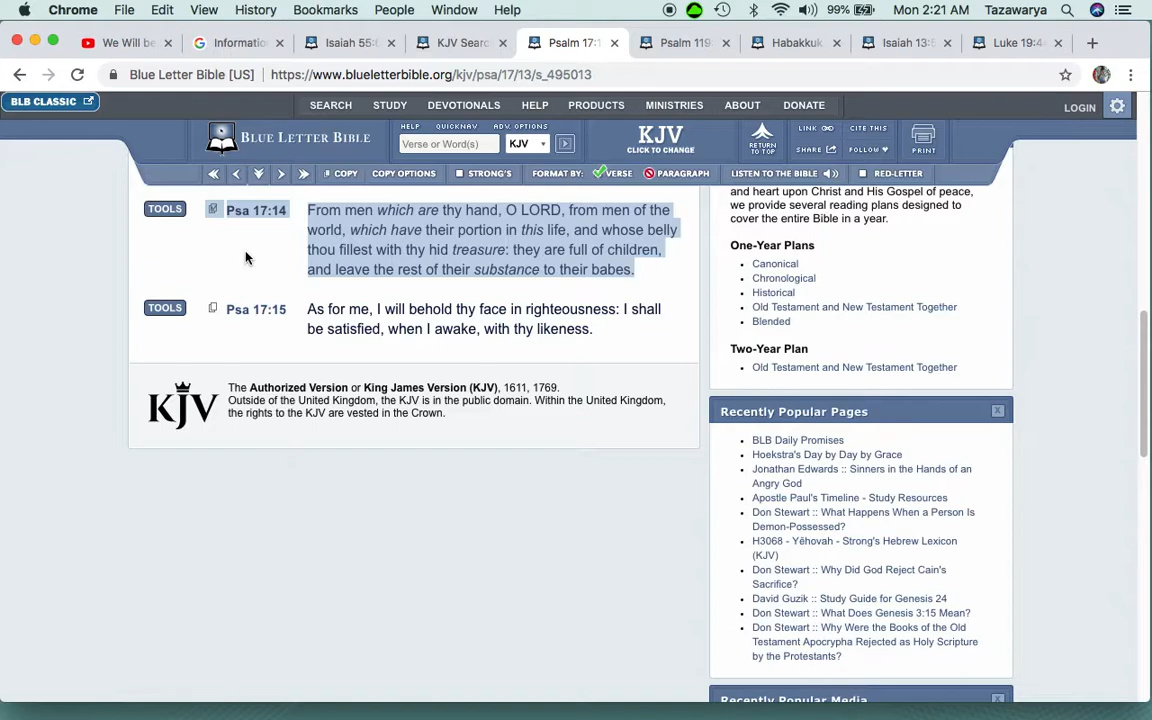 Chrome File Edit View History Bookmarks People Window Help 99% Mon 2:21 AM Tazawarya
We Will be Informatio Isaiah 55: KJV Sear Psalm 17:1 Psalm 119 Habakkuk Isaiah 13:5 Luke 19:4
Blue Letter Bible [US] https://www.blueletterbible.org/kjv/psa/17/13/s_495013
BLB CLASSIC SEARCH STUDY DEVOTIONALS HELP PRODUCTS MINISTRIES ABOUT DONATE LOGIN
HELP QUICKNAV ADV. OPTIONS
BLUE LETTER BIBLE Verse or Word(s) KJV KJV CLICK TO CHANGE RETURN TO TOP LINK CITE THIS SHARE FOLLOW PRINT
COPY COPY OPTIONS STRONG'S FORMAT BY: VERSE PARAGRAPH LISTEN TO THE BIBLE RED-LETTER
TOOLS Psa 17:14 From men which are thy hand, O LORD, from men of the
world, which have their portion in this life, and whose belly
thou fillest with thy hid treasure: they are full of children,
and leave the rest of their substance to their babes.
TOOLS Psa 17:15 As for me, I will behold thy face in righteousness: I shall
be satisfied, when I awake, with thy likeness.
KJV
The Authorized Version or King James Version (KJV), 1611, 1769.
Outside of the United Kingdom, the KJV is in the public domain. Within the United Kingdom,
the rights to the KJV are vested in the Crown.
and heart upon Christ and His Gospel of peace,
we provide several reading plans designed to
cover the entire Bible in a year.
One-Year Plans
Canonical
Chronological
Historical
Old Testament and New Testament Together
Blended
Two-Year Plan
Old Testament and New Testament Together
Recently Popular Pages
BLB Daily Promises
Hoekstra's Day by Day by Grace
Jonathan Edwards :: Sinners in the Hands of an
Angry God
Apostle Paul's Timeline - Study Resources
Don Stewart :: What Happens When a Person Is
Demon-Possessed?
H3068 - Yĕhovah - Strong's Hebrew Lexicon
(KJV)
Don Stewart :: Why Did God Reject Cain's
Sacrifice?
David Guzik :: Study Guide for Genesis 24
Don Stewart :: What Does Genesis 3:15 Mean?
Don Stewart :: Why Were the Books of the Old
Testament Apocrypha Rejected as Holy Scripture
by the Protestants?
Recently Popular Media